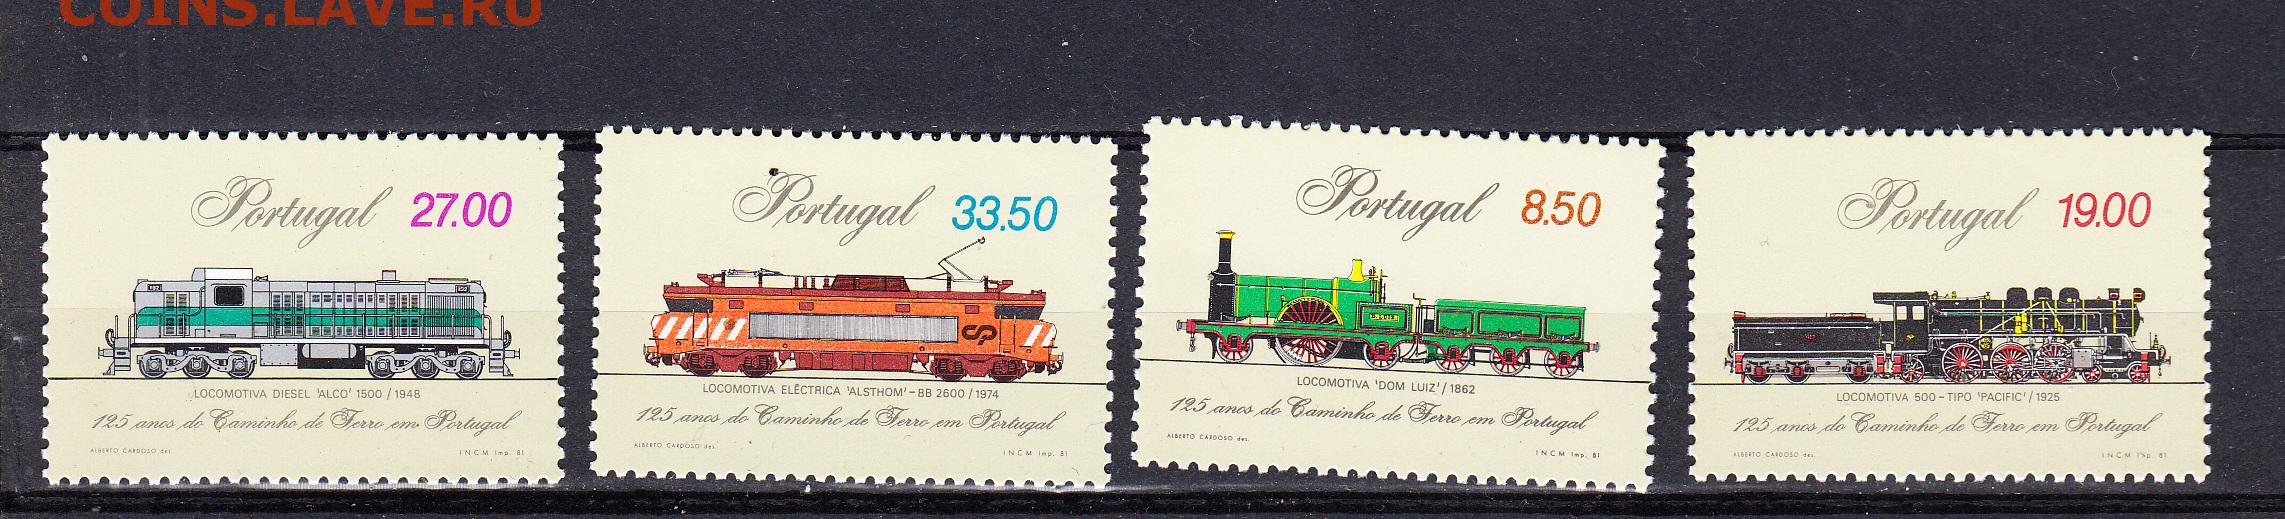 COINS.LAVE.RU
Portugal 27.00
LOCOMOTIVA DIESEL 'ALCO' 1500 / 1948
125 anos do Caminho de Ferro em Portugal
ALBERTO CARDOSO des. INCM Imp. 81
Portugal 33.50
LOCOMOTIVA ELÉCTRICA 'ALSTHOM' - BB 2600 / 1974
125 anos do Caminho de Ferro em Portugal
ALBERTO CARDOSO des. INCM Imp. 81
Portugal 8.50
D. LUIZ
LOCOMOTIVA 'DOM LUIZ' / 1862
125 anos do Caminho de Ferro em Portugal
ALBERTO CARDOSO des. INCM Imp. 81
Portugal 19.00
LOCOMOTIVA 500 - TIPO 'PACIFIC' / 1925
125 anos do Caminho de Ferro em Portugal
ALBERTO CARDOSO des. INCM Imp. 81